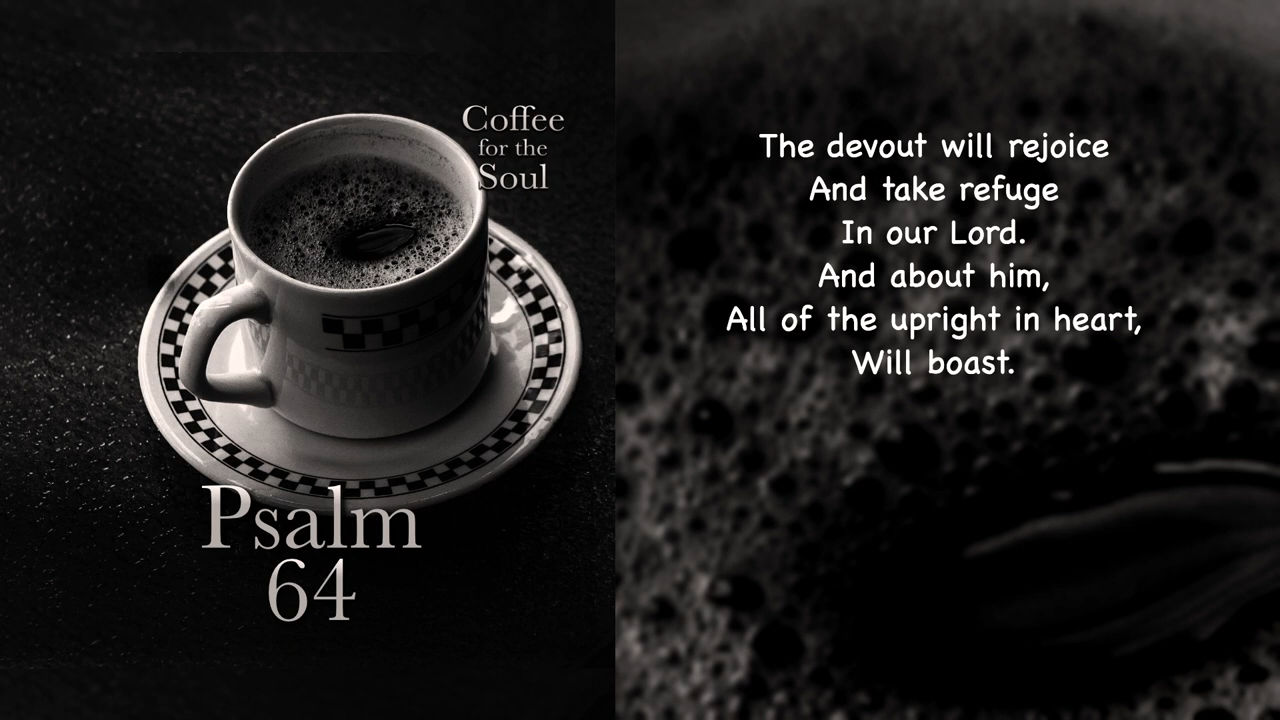 Coffee
for the
Soul
Psalm
64
The devout will rejoice
And take refuge
In our Lord.
And about him,
All of the upright in heart,
Will boast.